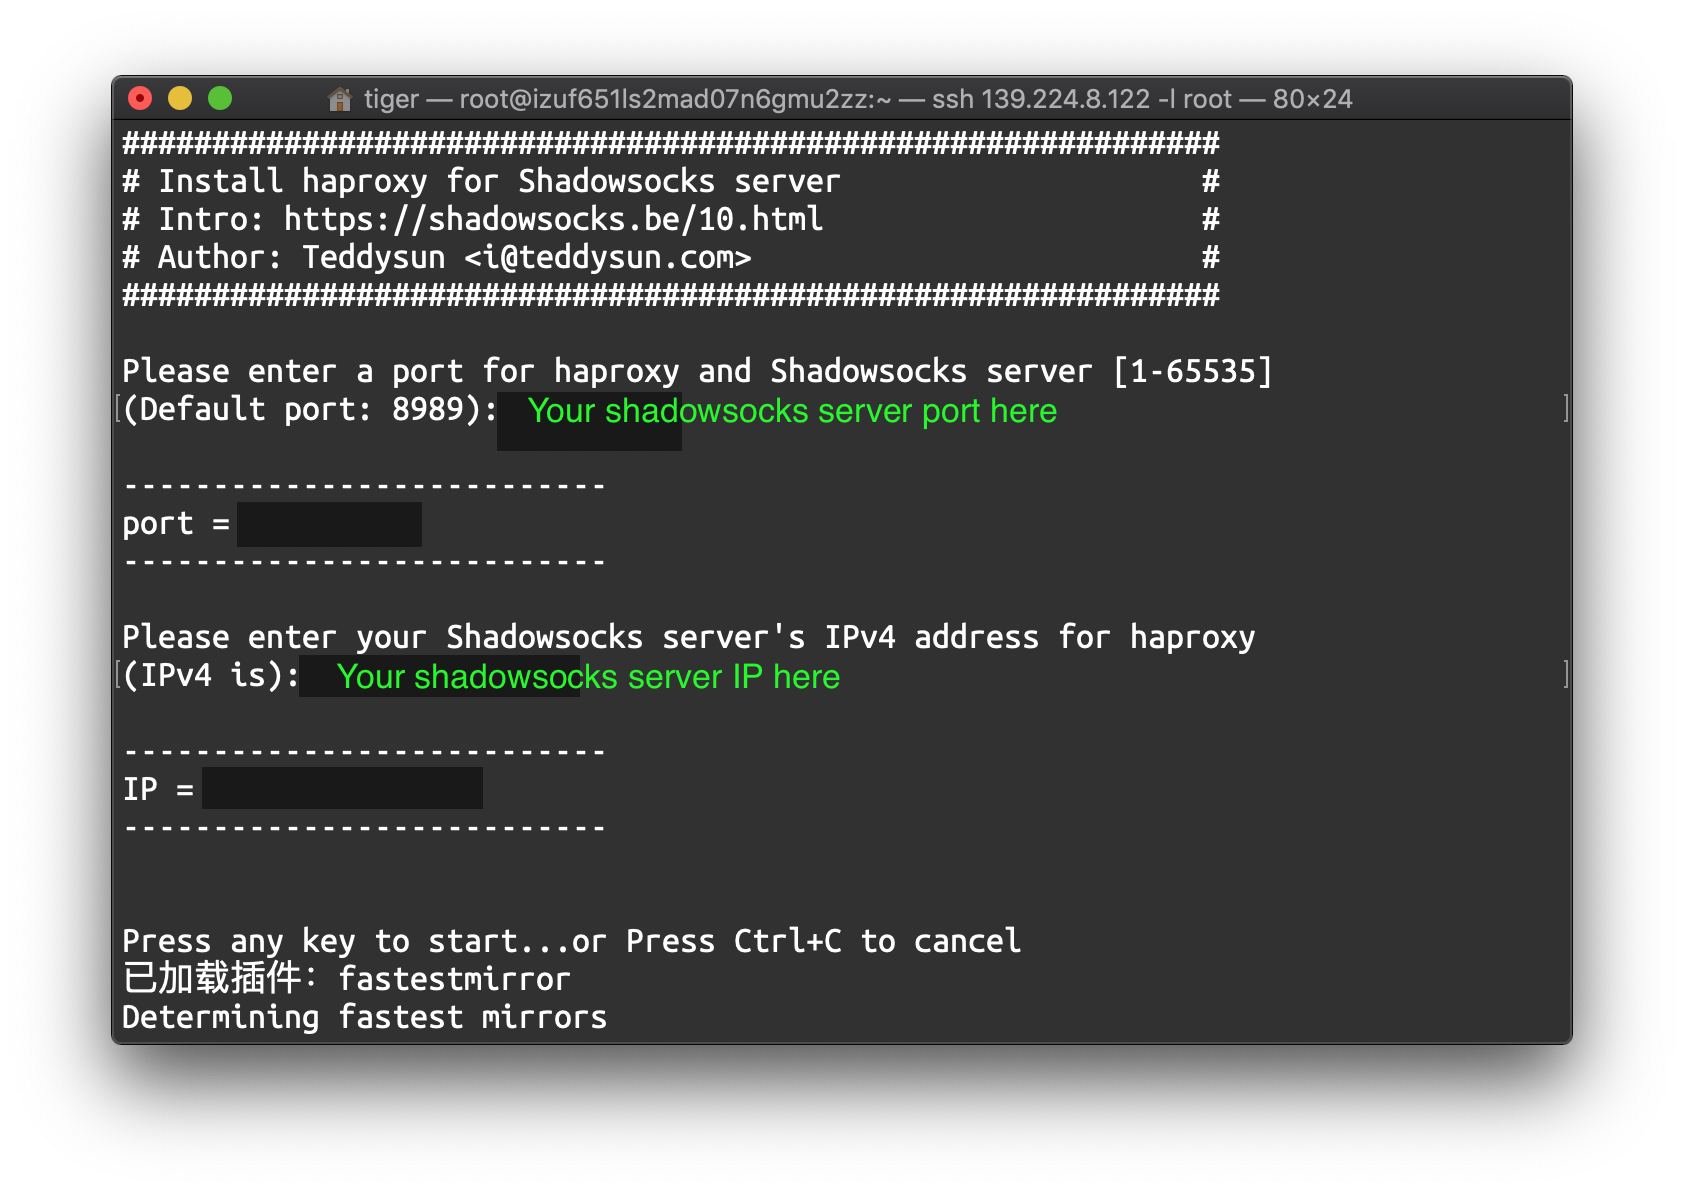 tiger — root@izuf651ls2mad07n6gmu2zz:~ — ssh 139.224.8.122 -l root — 80×24
#############################################################
# Install haproxy for Shadowsocks server                    #
# Intro: https://shadowsocks.be/10.html                     #
# Author: Teddysun <i@teddysun.com>                         #
#############################################################
Please enter a port for haproxy and Shadowsocks server [1-65535]
[(Default port: 8989): Your shadowsocks server port here ]
---------------------------
port =
---------------------------
Please enter your Shadowsocks server's IPv4 address for haproxy
[(IPv4 is): Your shadowsocks server IP here ]
---------------------------
IP =
---------------------------
Press any key to start...or Press Ctrl+C to cancel
已加载插件：fastestmirror
Determining fastest mirrors